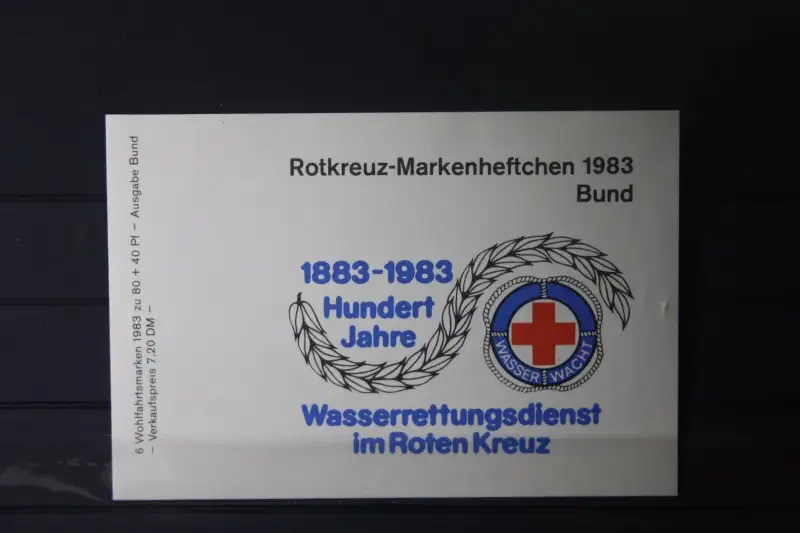 Rotkreuz-Markenheftchen 1983
Bund
1883-1983
Hundert
Jahre
WASSER WACHT
Wasserrettungsdienst
im Roten Kreuz
6 Wohlfahrtsmarken 1983 zu 80 + 40 Pf – Ausgabe Bund
– Verkaufspreis 7,20 DM –